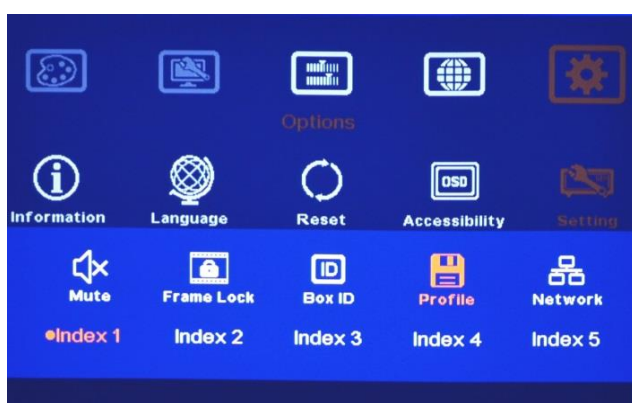 Options
Information Language Reset OSD Accessibility Setting
Mute Frame Lock ID Box ID Profile Network
Index 1 Index 2 Index 3 Index 4 Index 5